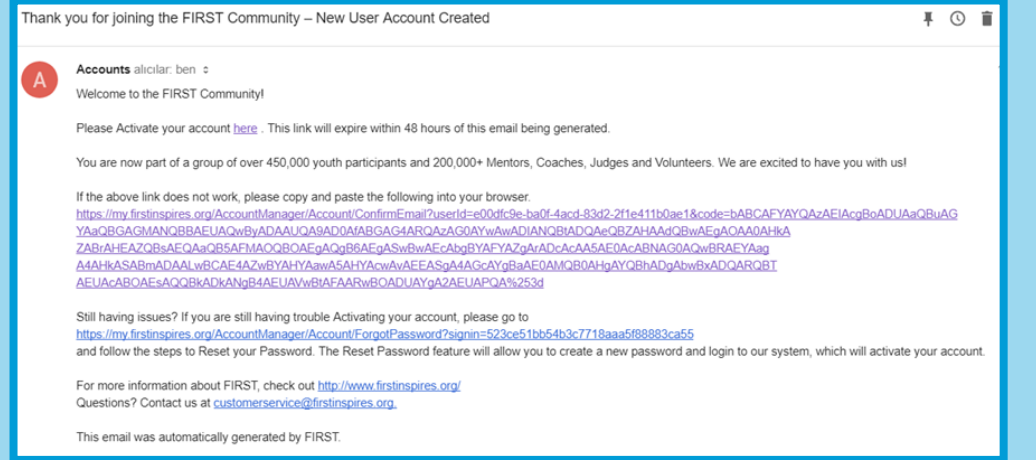 Thank you for joining the FIRST Community – New User Account Created
A
Accounts alıcılar: ben
Welcome to the FIRST Community!
Please Activate your account here . This link will expire within 48 hours of this email being generated.
You are now part of a group of over 450,000 youth participants and 200,000+ Mentors, Coaches, Judges and Volunteers. We are excited to have you with us!
If the above link does not work, please copy and paste the following into your browser.
https://my.firstinspires.org/AccountManager/Account/ConfirmEmail?userId=e00dfc9e-ba0f-4acd-83d2-2f1e411b0ae1&code=bABCAFYAYQAzAEIAcgBoADUAaQBuAG
YAaQBGAGMANQBBAEUAQwByADAAUQA9AD0AfABGAG4ARQAzAG0AYwAwADIANQBtADQAeQBZAHAAdQBwAEgAOAA0AHkA
ZABrAHEAZQBsAEQAaQB5AFMAOQBOAEgAQgB6AEgASwBwAEcAbgBYAFYAZgArADcAcAA5AE0AcABNAG0AQwBRAEYAag
A4AHkASABmADAALwBCAE4AZwBYAHYAawA5AHYAcwAvAEEASgA4AGcAYgBaAE0AMQB0AHgAYQBhADgAbwBxADQARQBT
AEUAcABOAEsAQQBkADkANgB4AEUAVwBtAFAARwBOADUAYgA2AEUAPQA%253d
Still having issues? If you are still having trouble Activating your account, please go to
https://my.firstinspires.org/AccountManager/Account/ForgotPassword?signin=523ce51bb54b3c7718aaa5f88883ca55
and follow the steps to Reset your Password. The Reset Password feature will allow you to create a new password and login to our system, which will activate your account.
For more information about FIRST, check out http://www.firstinspires.org/
Questions? Contact us at customerservice@firstinspires.org.
This email was automatically generated by FIRST.